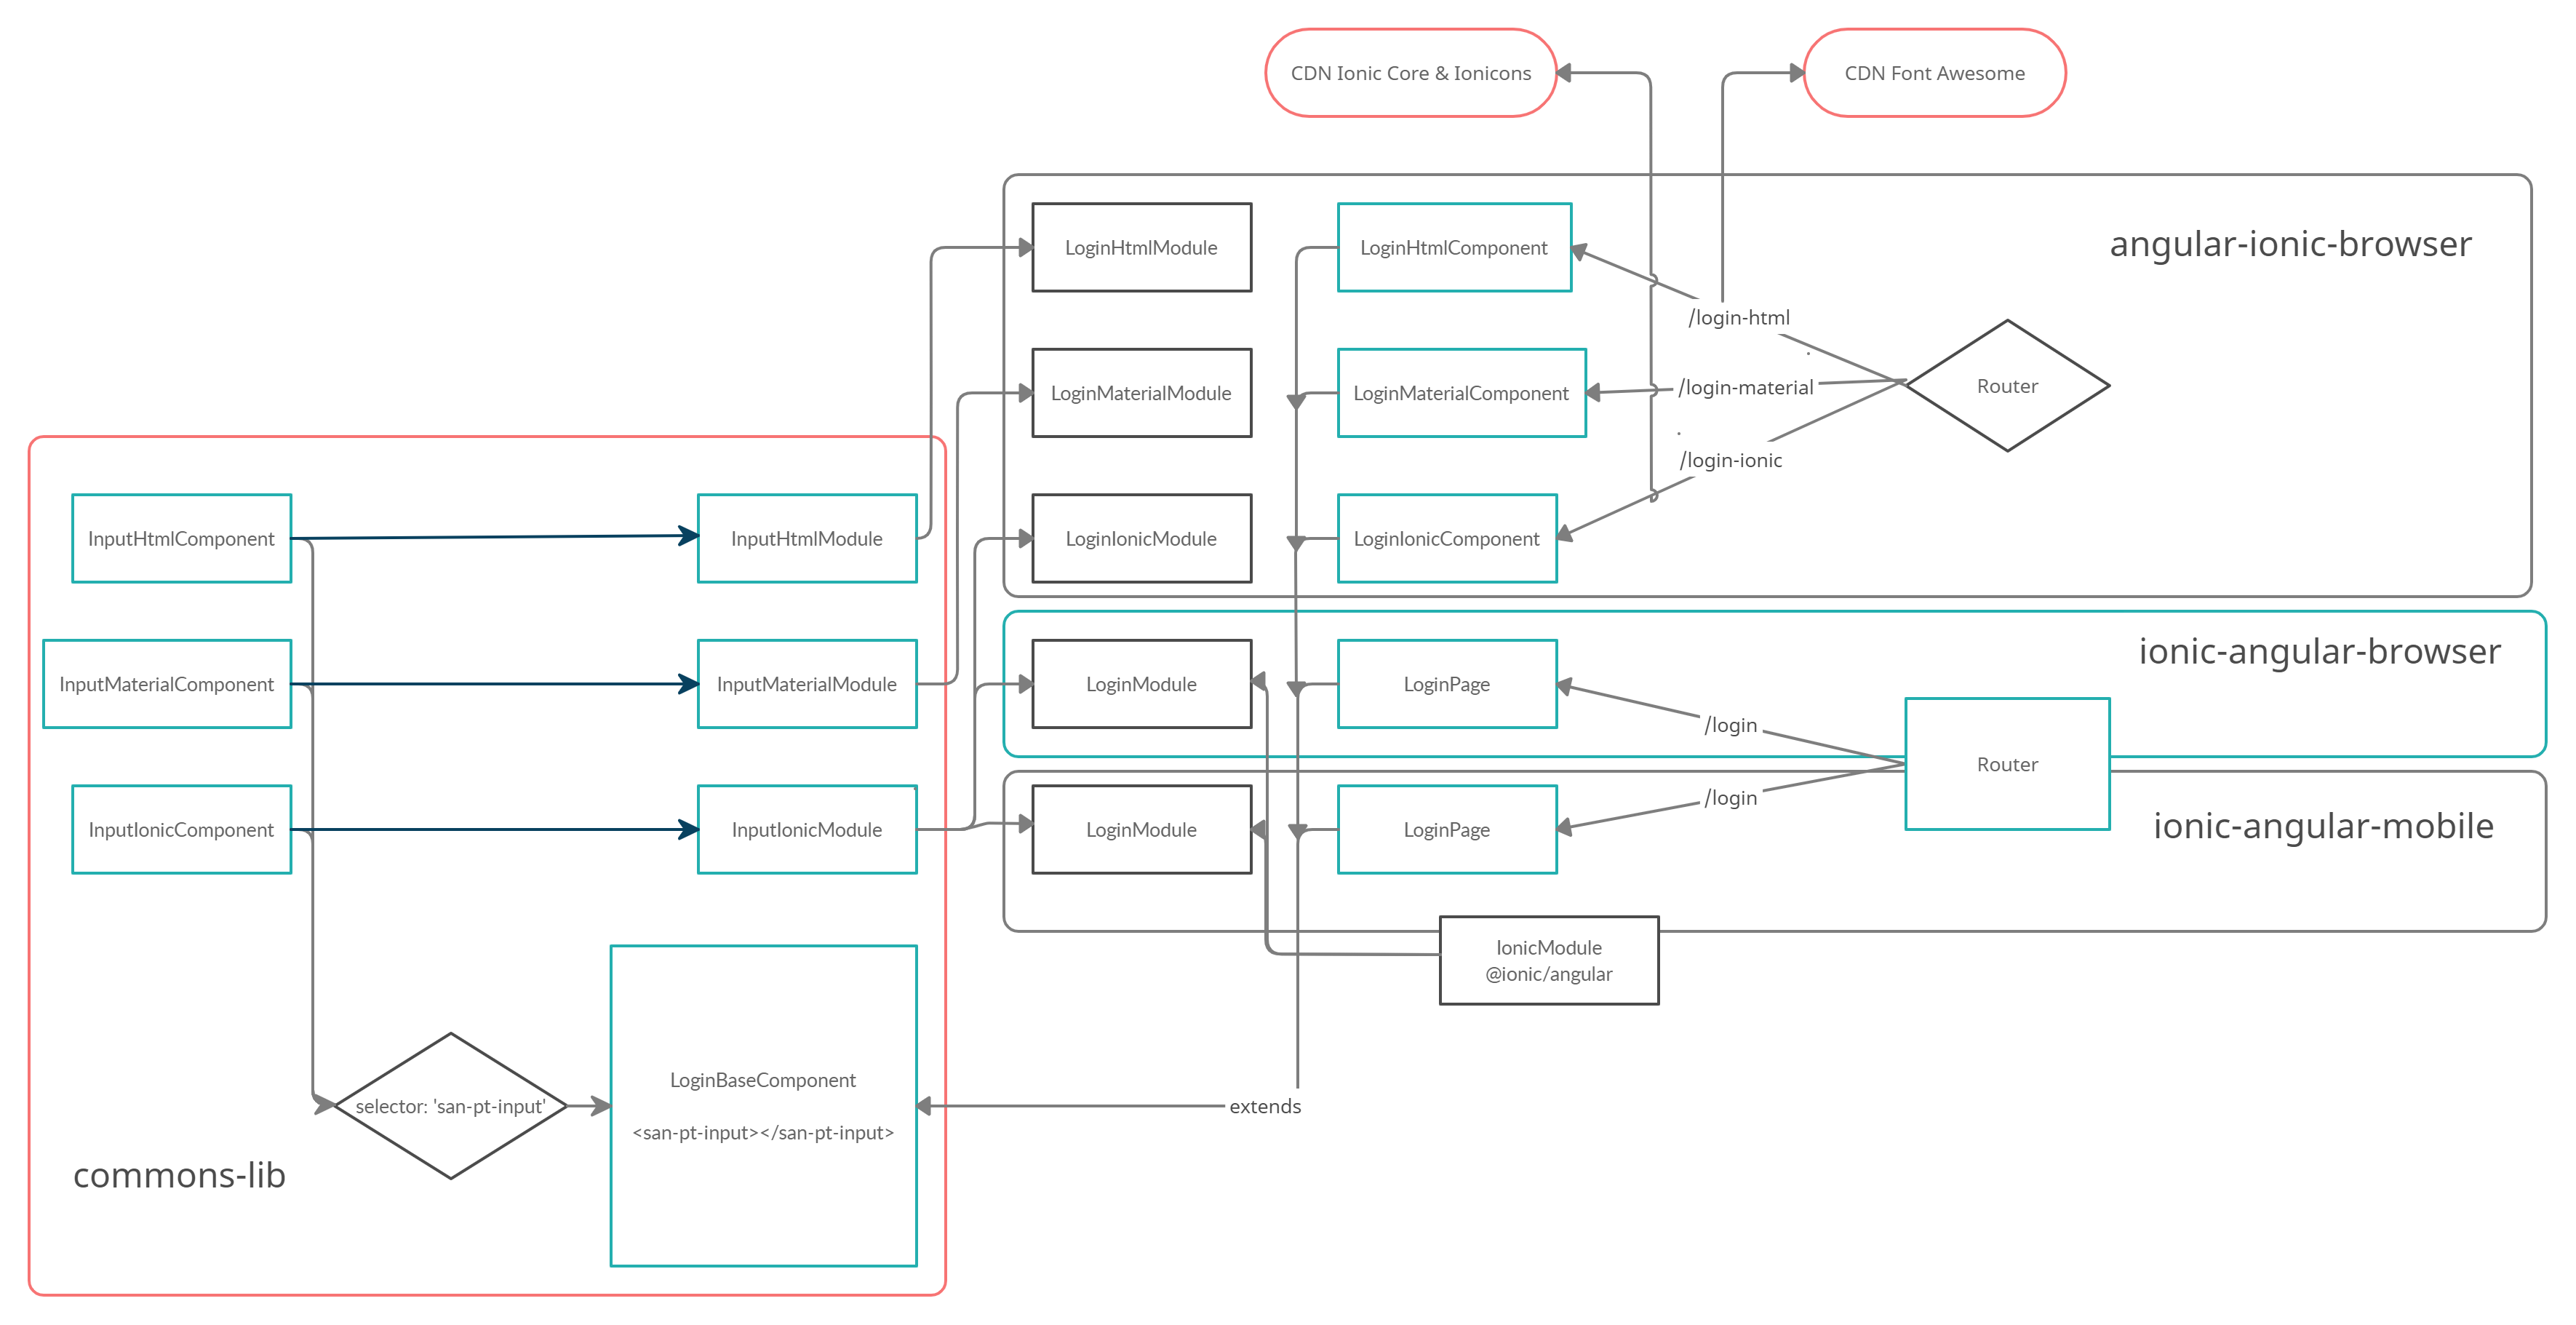 CDN Ionic Core & Ionicons
CDN Font Awesome
angular-ionic-browser
LoginHtmlModule
LoginHtmlComponent
/login-html
LoginMaterialModule
LoginMaterialComponent
/login-material
Router
/login-ionic
LoginIonicModule
LoginIonicComponent
InputHtmlComponent
InputHtmlModule
InputMaterialComponent
InputMaterialModule
InputIonicComponent
InputIonicModule
ionic-angular-browser
LoginModule
LoginPage
/login
Router
/login
ionic-angular-mobile
LoginModule
LoginPage
IonicModule
@ionic/angular
LoginBaseComponent
<san-pt-input></san-pt-input>
selector: 'san-pt-input'
extends
commons-lib